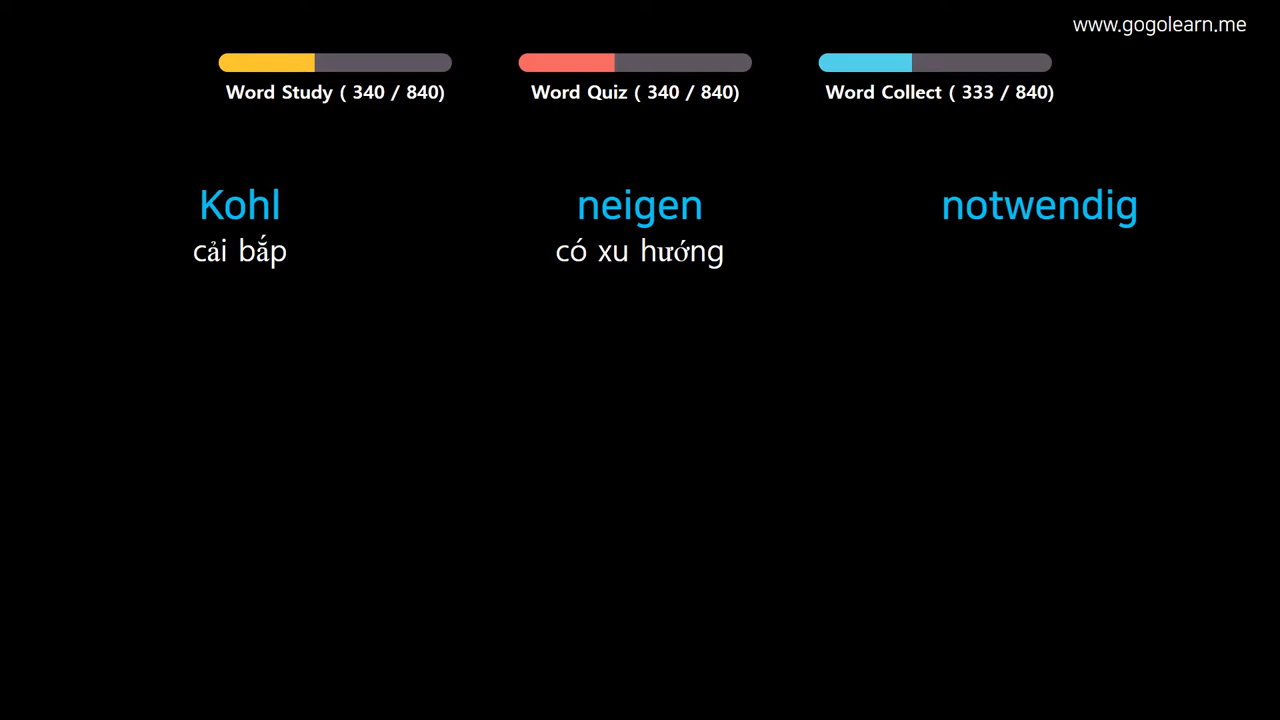 www.gogolearn.me
Word Study ( 340 / 840)
Word Quiz ( 340 / 840)
Word Collect ( 333 / 840)
Kohl
cải bắp
neigen
có xu hướng
notwendig